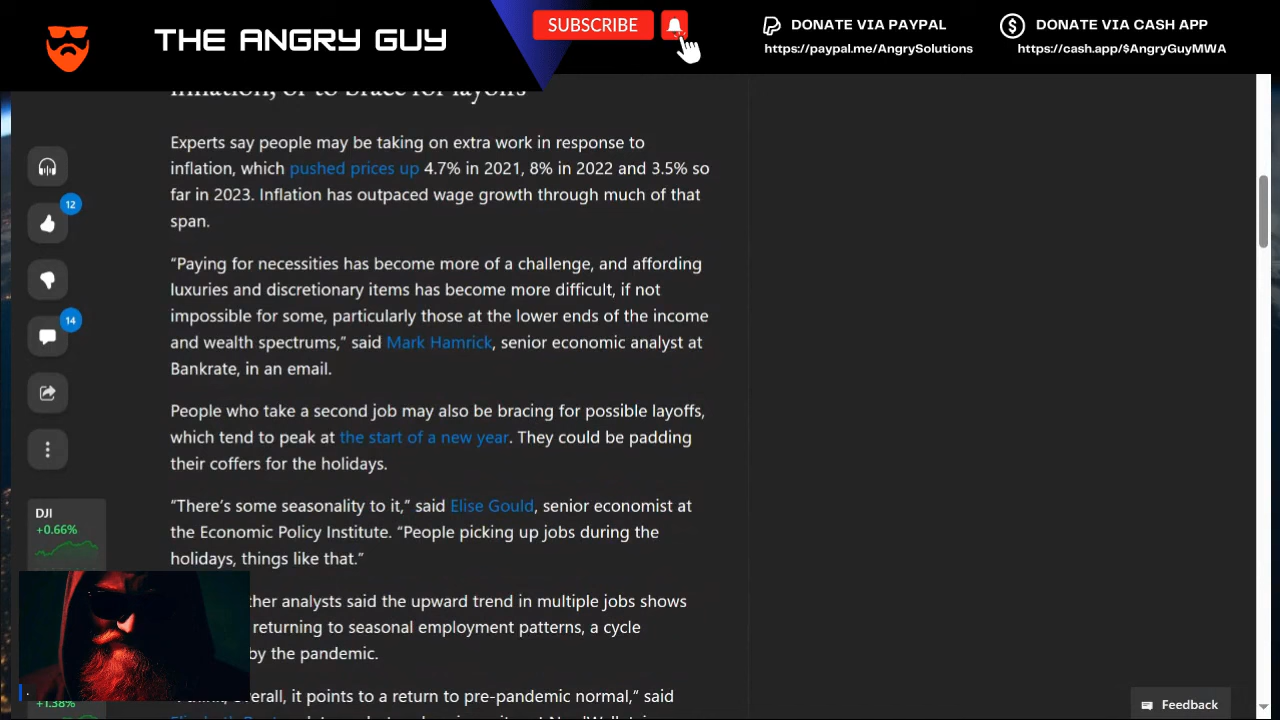 THE ANGRY GUY
SUBSCRIBE
DONATE VIA PAYPAL
https://paypal.me/AngrySolutions
DONATE VIA CASH APP
https://cash.app/$AngryGuyMWA
inflation, or to brace for layoffs
Experts say people may be taking on extra work in response to
inflation, which pushed prices up 4.7% in 2021, 8% in 2022 and 3.5% so
far in 2023. Inflation has outpaced wage growth through much of that
span.
12
“Paying for necessities has become more of a challenge, and affording
luxuries and discretionary items has become more difficult, if not
impossible for some, particularly those at the lower ends of the income
and wealth spectrums,” said Mark Hamrick, senior economic analyst at
Bankrate, in an email.
14
People who take a second job may also be bracing for possible layoffs,
which tend to peak at the start of a new year. They could be padding
their coffers for the holidays.
“There’s some seasonality to it,” said Elise Gould, senior economist at
the Economic Policy Institute. “People picking up jobs during the
holidays, things like that.”
DJI
+0.66%
ther analysts said the upward trend in multiple jobs shows
returning to seasonal employment patterns, a cycle
by the pandemic.
overall, it points to a return to pre-pandemic normal,” said
+1.38%
Feedback